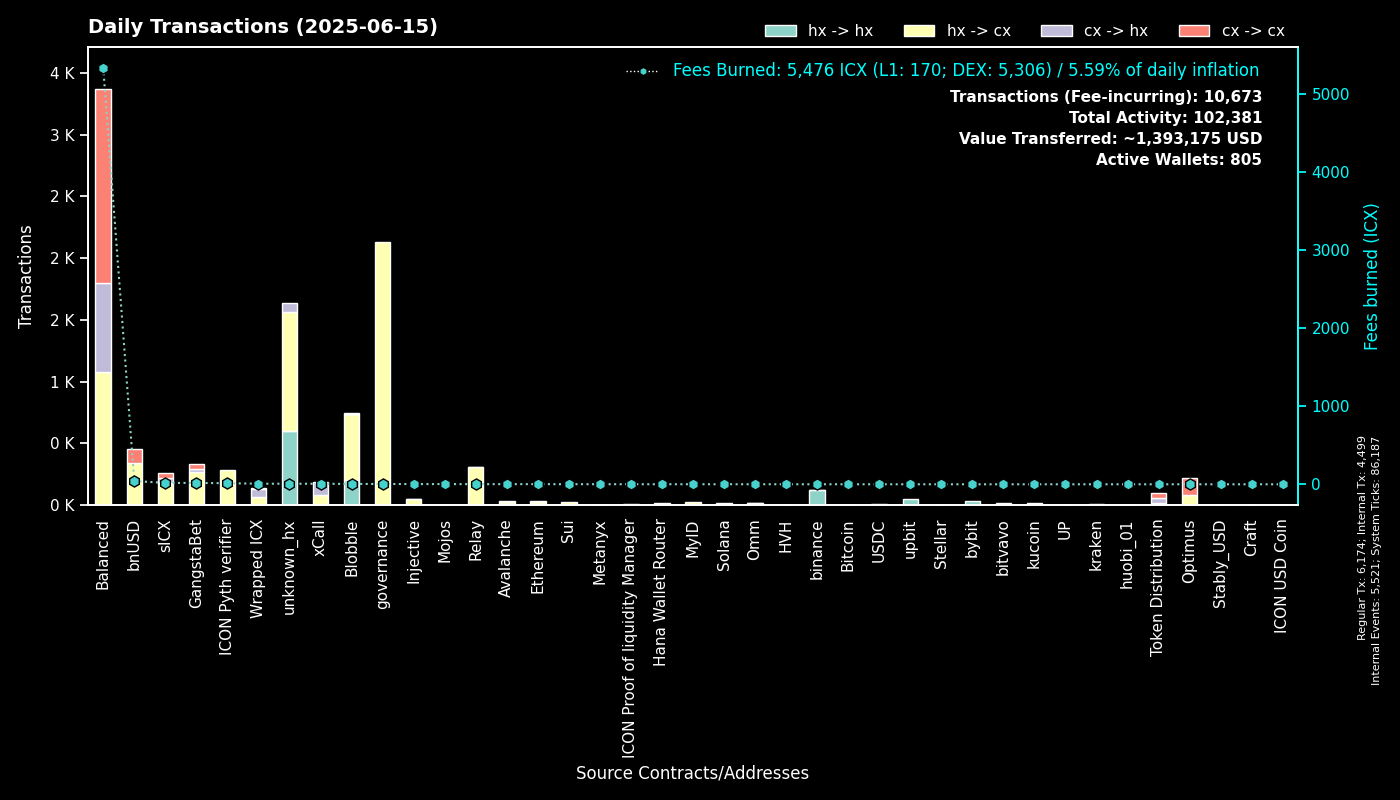 Daily Transactions (2025-06-15)
hx -> hx
hx -> cx
cx -> hx
cx -> cx
Fees Burned: 5,476 ICX (L1: 170; DEX: 5,306) / 5.59% of daily inflation
Transactions (Fee-incurring): 10,673
Total Activity: 102,381
Value Transferred: ~1,393,175 USD
Active Wallets: 805
Transactions
4 K
3 K
2 K
2 K
2 K
1 K
0 K
0 K
5000
4000
3000
2000
1000
0
Fees burned (ICX)
Balanced
bnUSD
sICX
GangstaBet
ICON Pyth verifier
Wrapped ICX
unknown_hx
xCall
Blobble
governance
Injective
Mojos
Relay
Avalanche
Ethereum
Sui
Metanyx
ICON Proof of liquidity Manager
Hana Wallet Router
MyID
Solana
Omm
HVH
binance
Bitcoin
USDC
upbit
Stellar
bybit
bitvavo
kucoin
UP
kraken
huobi_01
Token Distribution
Optimus
Stably_USD
Craft
ICON USD Coin
Source Contracts/Addresses
Regular Tx: 6,174; Internal Tx: 4,499
Internal Events: 5,521; System Ticks: 86,187